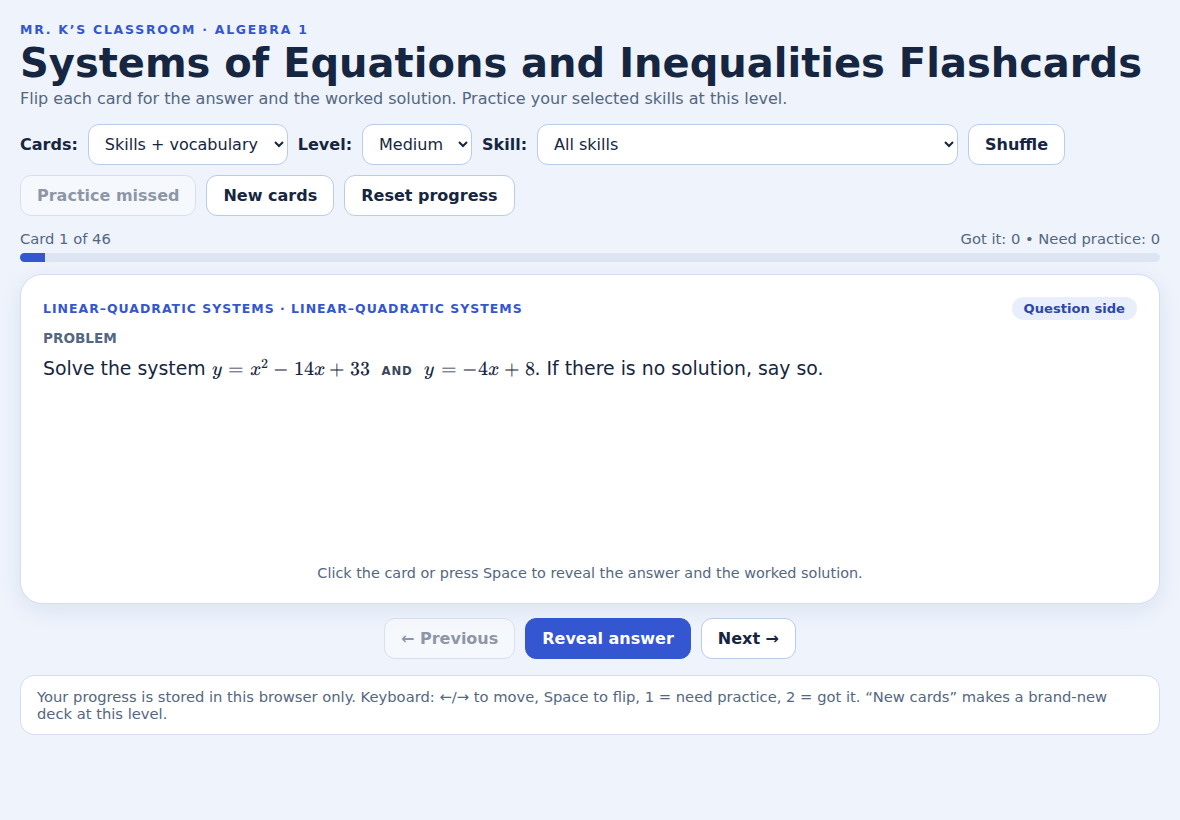 MR. K’S CLASSROOM · ALGEBRA 1
Systems of Equations and Inequalities Flashcards
Flip each card for the answer and the worked solution. Practice your selected skills at this level.
Cards: Skills + vocabulary Level: Medium Skill: All skills Shuffle
Practice missed New cards Reset progress
Card 1 of 46 Got it: 0 • Need practice: 0
LINEAR–QUADRATIC SYSTEMS · LINEAR–QUADRATIC SYSTEMS Question side
PROBLEM
Solve the system y = x² − 14x + 33 AND y = −4x + 8. If there is no solution, say so.
Click the card or press Space to reveal the answer and the worked solution.
← Previous Reveal answer Next →
Your progress is stored in this browser only. Keyboard: ←/→ to move, Space to flip, 1 = need practice, 2 = got it. “New cards” makes a brand-new
deck at this level.